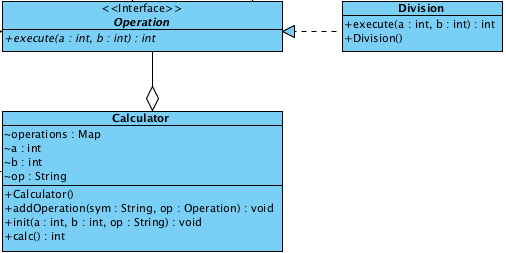 <<Interface>>
Operation
+execute(a : int, b : int) : int
Division
+execute(a : int, b : int) : int
+Division()
Calculator
~operations : Map
~a : int
~b : int
~op : String
+Calculator()
+addOperation(sym : String, op : Operation) : void
+init(a : int, b : int, op : String) : void
+calc() : int